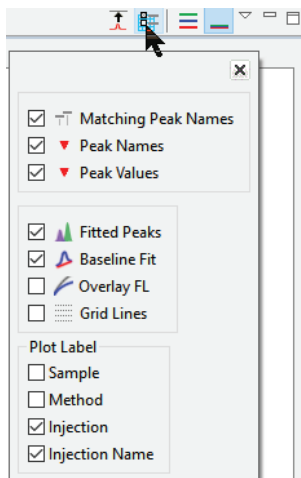 Matching Peak Names
Peak Names
Peak Values
Fitted Peaks
Baseline Fit
Overlay FL
Grid Lines
Plot Label
Sample
Method
Injection
Injection Name